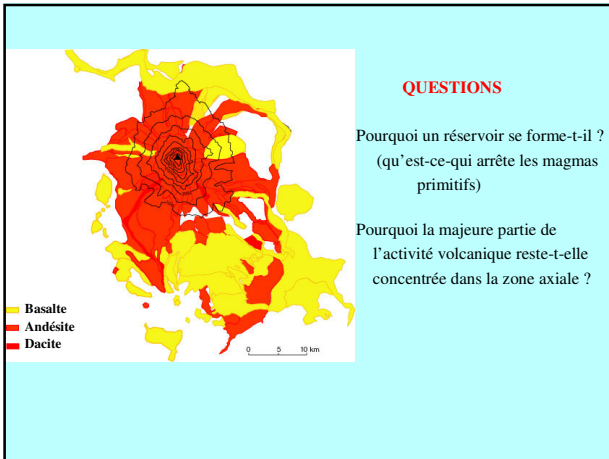 QUESTIONS
Pourquoi un réservoir se forme-t-il ?
(qu'est-ce-qui arrête les magmas
primitifs)
Pourquoi la majeure partie de
l'activité volcanique reste-t-elle
concentrée dans la zone axiale ?
Basalte
Andésite
Dacite
0 5 10 km